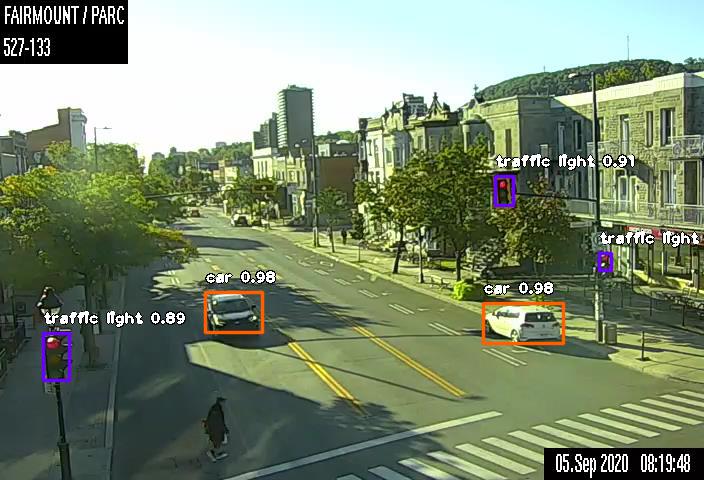 FAIRMOUNT / PARC
527-133
traffic light 0.91
traffic light
car 0.98
car 0.98
traffic light 0.89
05.Sep 2020 08:19:48